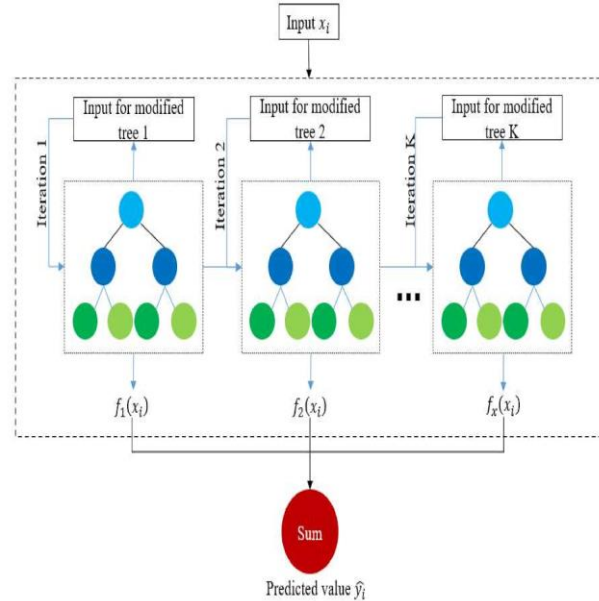 Input xᵢ
Input for modified
tree 1
Input for modified
tree 2
Input for modified
tree K
Iteration 1
Iteration 2
Iteration K
...
f₁(xᵢ)
f₂(xᵢ)
fₓ(xᵢ)
Sum
Predicted value ŷᵢ